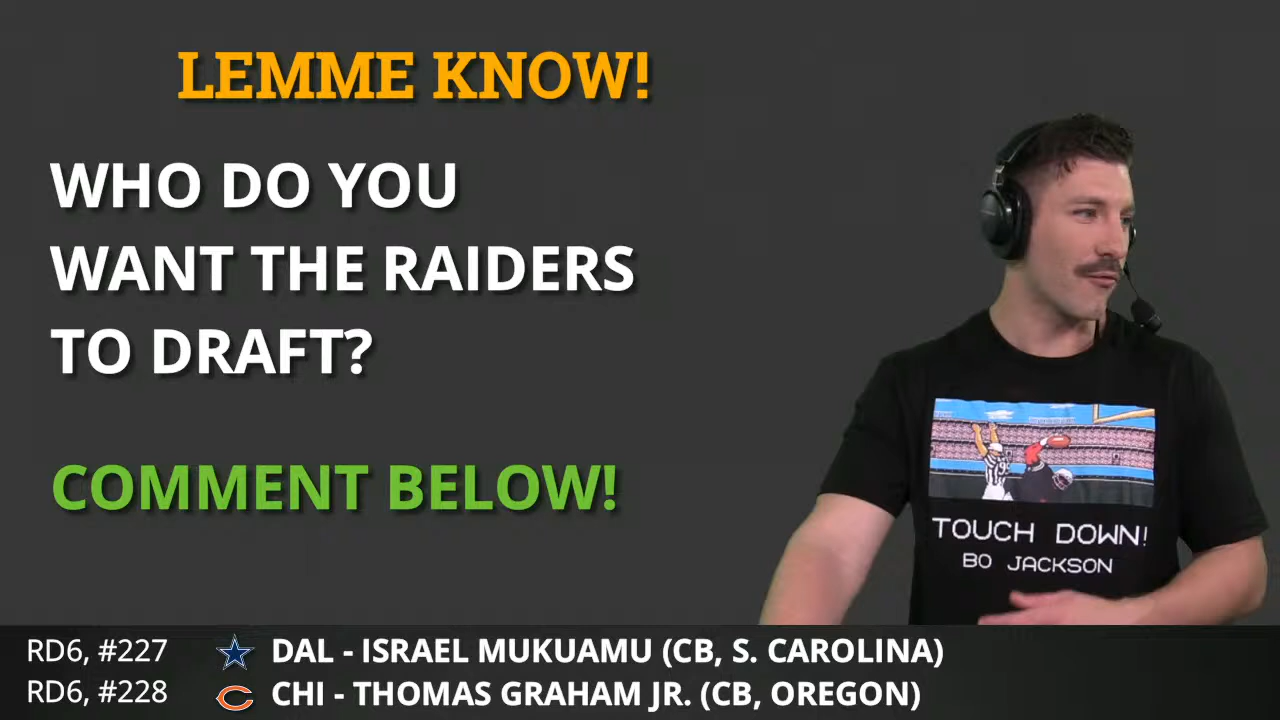 LEMME KNOW!
WHO DO YOU
WANT THE RAIDERS
TO DRAFT?
COMMENT BELOW!
TOUCH DOWN!
BO JACKSON
RD6, #227 DAL - ISRAEL MUKUAMU (CB, S. CAROLINA)
RD6, #228 CHI - THOMAS GRAHAM JR. (CB, OREGON)